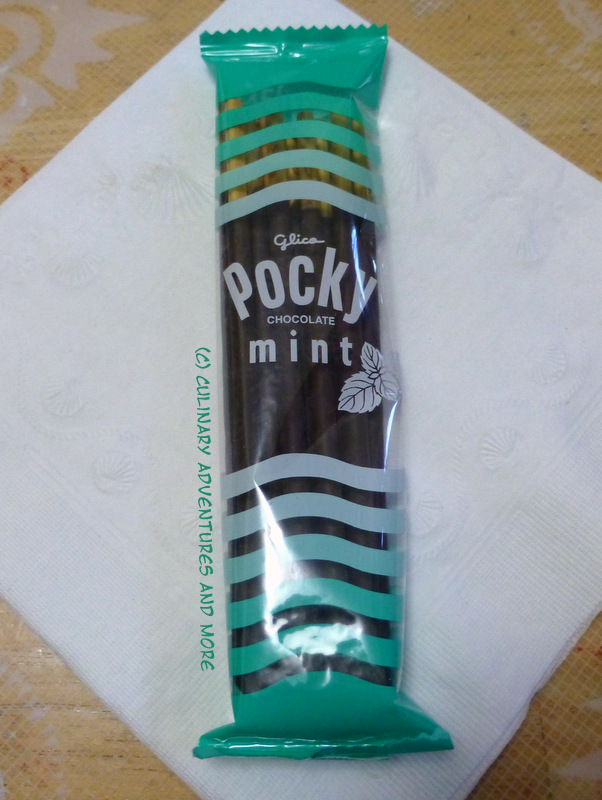 Glico
Pocky
CHOCOLATE
mint
(C) CULINARY ADVENTURES AND MORE